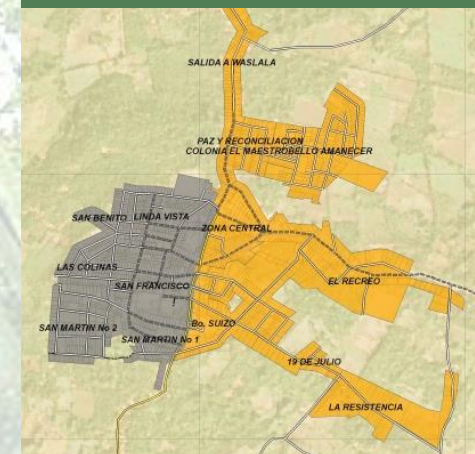 SALIDA A WASLALA
PAZ Y RECONCILIACION
COLONIA EL MAESTROBELLO AMANECER
SAN BENITO
LINDA VISTA
ZONA CENTRAL
LAS COLINAS
SAN FRANCISCO
EL RECREO
SAN MARTIN No 2
Bo. SUIZO
SAN MARTIN No 1
19 DE JULIO
LA RESISTENCIA